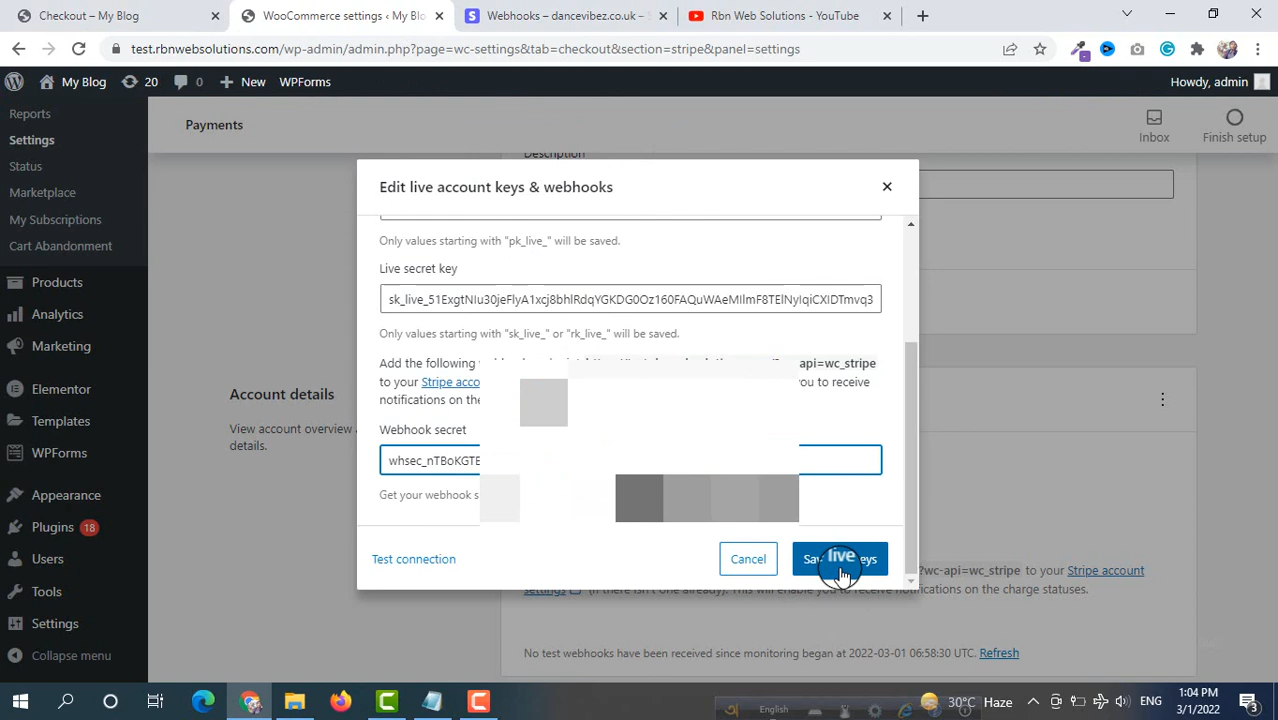 Checkout – My Blog
WooCommerce settings ‹ My Blo
Webhooks – dancevibez.co.uk – S
Rbn Web Solutions - YouTube
test.rbnwebsolutions.com/wp-admin/admin.php?page=wc-settings&tab=checkout&section=stripe&panel=settings
My Blog 20 0 New WPForms Howdy, admin
Reports
Settings
Status
Marketplace
My Subscriptions
Cart Abandonment
Products
Analytics
Marketing
Elementor
Templates
WPForms
Appearance
Plugins 18
Users
Tools
Settings
Collapse menu
Payments
Inbox
Finish setup
Description
Account details
View account overview
details.
Edit live account keys & webhooks
Only values starting with "pk_live_" will be saved.
Live secret key
sk_live_51ExgtNIu30jeFlyA1xcj8bhlRdqYGKDG0Oz160FAQuWAeMIlmF8TElNyIqiCXIDTmvq3
Only values starting with "sk_live_" or "rk_live_" will be saved.
Add the following api=wc_stripe
to your Stripe acco you to receive
notifications on the
Webhook secret
whsec_nTBoKGTE
Get your webhook s
Test connection
Cancel
Sav live eys
?wc-api=wc_stripe to your Stripe account
settings (if there isn't one already). This will enable you to receive notifications on the charge statuses.
No test webhooks have been received since monitoring began at 2022-03-01 06:58:30 UTC. Refresh
English
30°C Haze
ENG
1:04 PM
3/1/2022
3